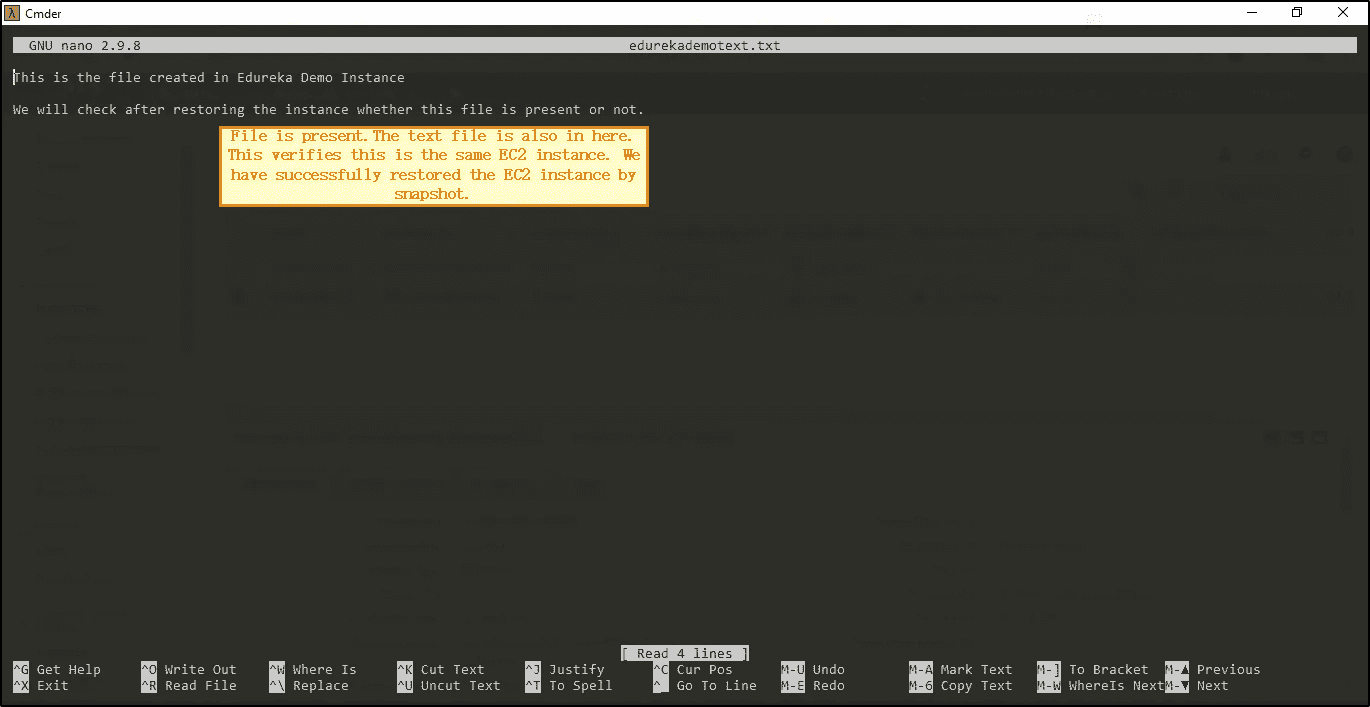 Cmder
GNU nano 2.9.8 edurekademotext.txt
This is the file created in Edureka Demo Instance
We will check after restoring the instance whether this file is present or not.
File is present.The text file is also in here.
This verifies this is the same EC2 instance. We
have successfully restored the EC2 instance by
snapshot.
[ Read 4 lines ]
^G Get Help ^O Write Out ^W Where Is ^K Cut Text ^J Justify ^C Cur Pos M-U Undo M-A Mark Text M-] To Bracket M-▲ Previous
^X Exit ^R Read File ^\ Replace ^U Uncut Text ^T To Spell ^_ Go To Line M-E Redo M-6 Copy Text M-W WhereIs Next M-▼ Next